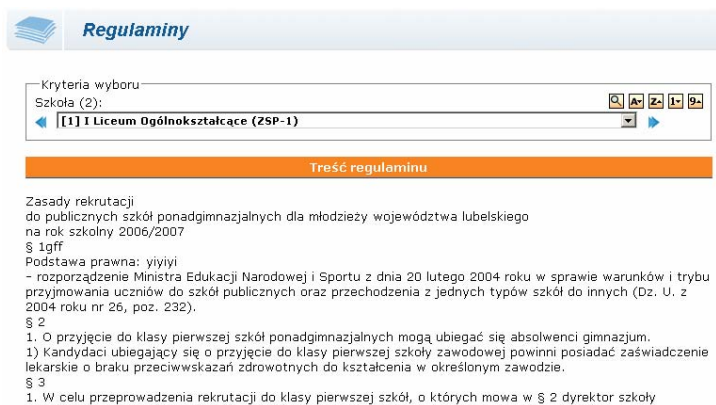 Regulaminy
Kryteria wyboru
Szkoła (2):
A Z 1 9
[1] I Liceum Ogólnokształcące (ZSP-1)
Treść regulaminu
Zasady rekrutacji
do publicznych szkół ponadgimnazjalnych dla młodzieży województwa lubelskiego
na rok szkolny 2006/2007
§ 1gff
Podstawa prawna: yiyiyi
– rozporządzenie Ministra Edukacji Narodowej i Sportu z dnia 20 lutego 2004 roku w sprawie warunków i trybu
przyjmowania uczniów do szkół publicznych oraz przechodzenia z jednych typów szkół do innych (Dz. U. z
2004 roku nr 26, poz. 232).
§ 2
1. O przyjęcie do klasy pierwszej szkół ponadgimnazjalnych mogą ubiegać się absolwenci gimnazjum.
1) Kandydaci ubiegający się o przyjęcie do klasy pierwszej szkoły zawodowej powinni posiadać zaświadczenie
lekarskie o braku przeciwwskazań zdrowotnych do kształcenia w określonym zawodzie.
§ 3
1. W celu przeprowadzenia rekrutacji do klasy pierwszej szkół, o których mowa w § 2 dyrektor szkoły